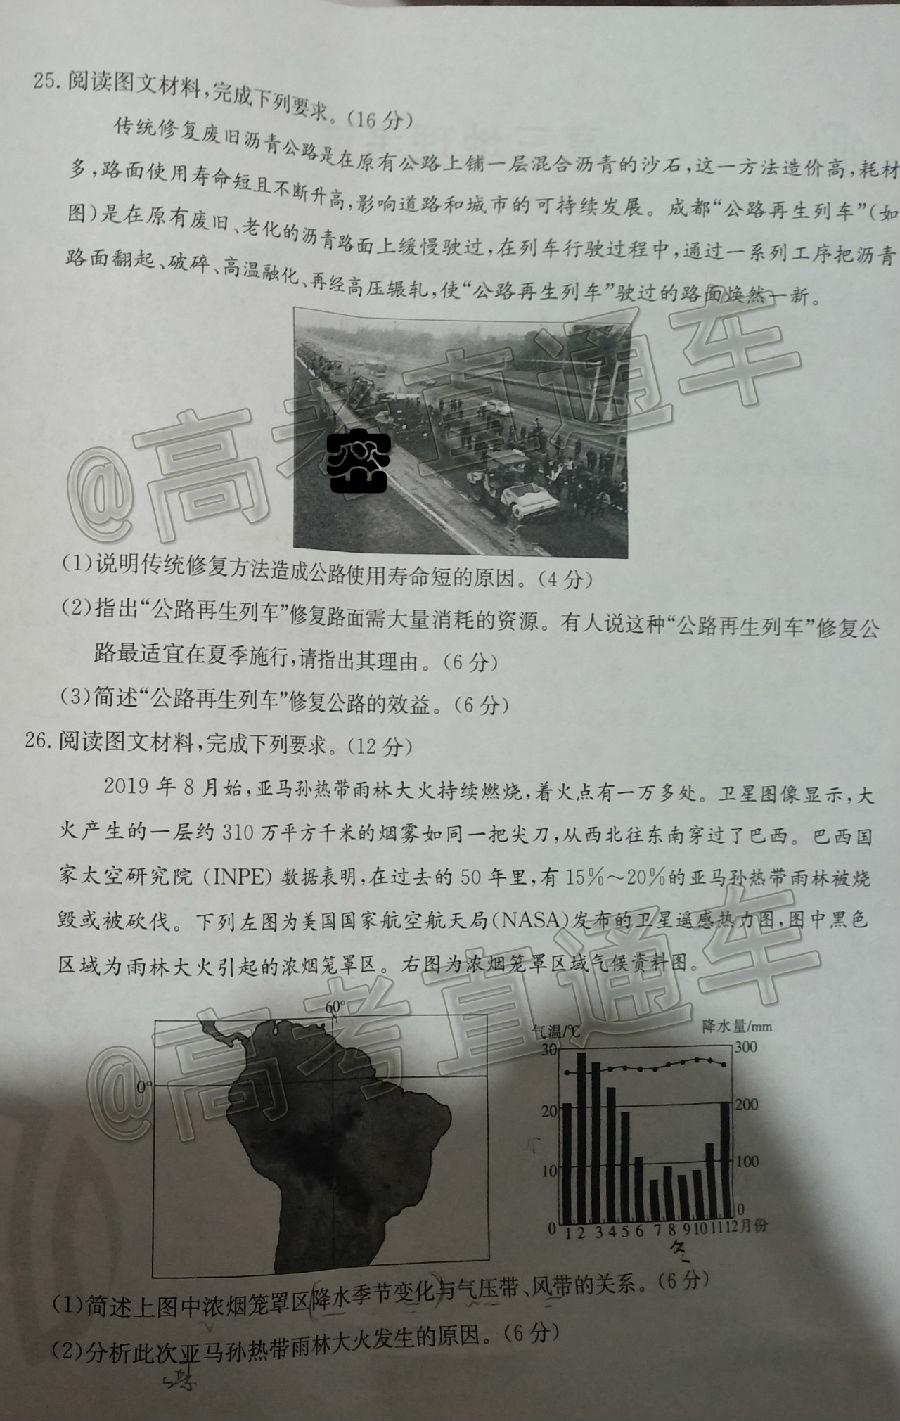 25. 阅读图文材料,完成下列要求。(16分)
传统修复废旧沥青公路是在原有公路上铺一层混合沥青的沙石,这一方法造价高,耗材
多,路面使用寿命短且不断升高,影响道路和城市的可持续发展。成都“公路再生列车”(如
图)是在原有废旧、老化的沥青路面上缓慢驶过,在列车行驶过程中,通过一系列工序把沥青
路面翻起、破碎、高温融化、再经高压辗轧,使“公路再生列车”驶过的路面焕然一新。
@高考直通车
密
(1)说明传统修复方法造成公路使用寿命短的原因。(4分)
(2)指出“公路再生列车”修复路面需大量消耗的资源。有人说这种“公路再生列车”修复公
路最适宜在夏季施行,请指出其理由。(6分)
(3)简述“公路再生列车”修复公路的效益。(6分)
26. 阅读图文材料,完成下列要求。(12分)
2019年8月始,亚马孙热带雨林大火持续燃烧,着火点有一万多处。卫星图像显示,大
火产生的一层约310万平方千米的烟雾如同一把尖刀,从西北往东南穿过了巴西。巴西国
家太空研究院(INPE)数据表明,在过去的50年里,有15%~20%的亚马孙热带雨林被烧
毁或被砍伐。下列左图为美国国家航空航天局(NASA)发布的卫星遥感热力图,图中黑色
区域为雨林大火引起的浓烟笼罩区。右图为浓烟笼罩区域气候资料图。
@高考直通车
60°
0°
气温/℃ 降水量/mm
30 300
20 200
10 100
0 0
1 2 3 4 5 6 7 8 9 10 11 12月份
冬
(1)简述上图中浓烟笼罩区降水季节变化与气压带、风带的关系。(6分)
(2)分析此次亚马孙热带雨林大火发生的原因。(6分)